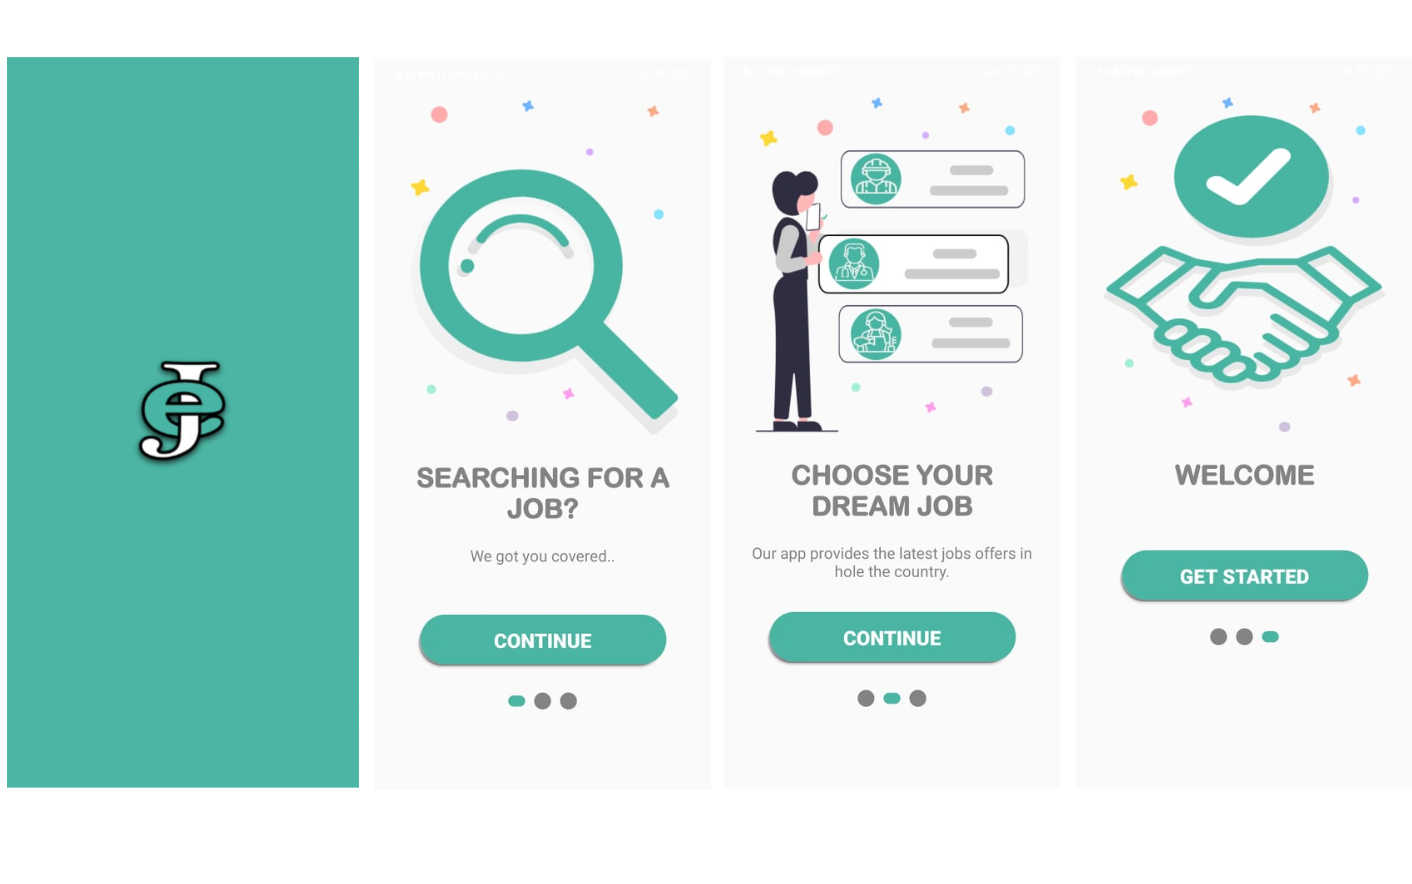 Je
SEARCHING FOR A
JOB?
We got you covered..
CONTINUE
CHOOSE YOUR
DREAM JOB
Our app provides the latest jobs offers in
hole the country.
CONTINUE
WELCOME
GET STARTED